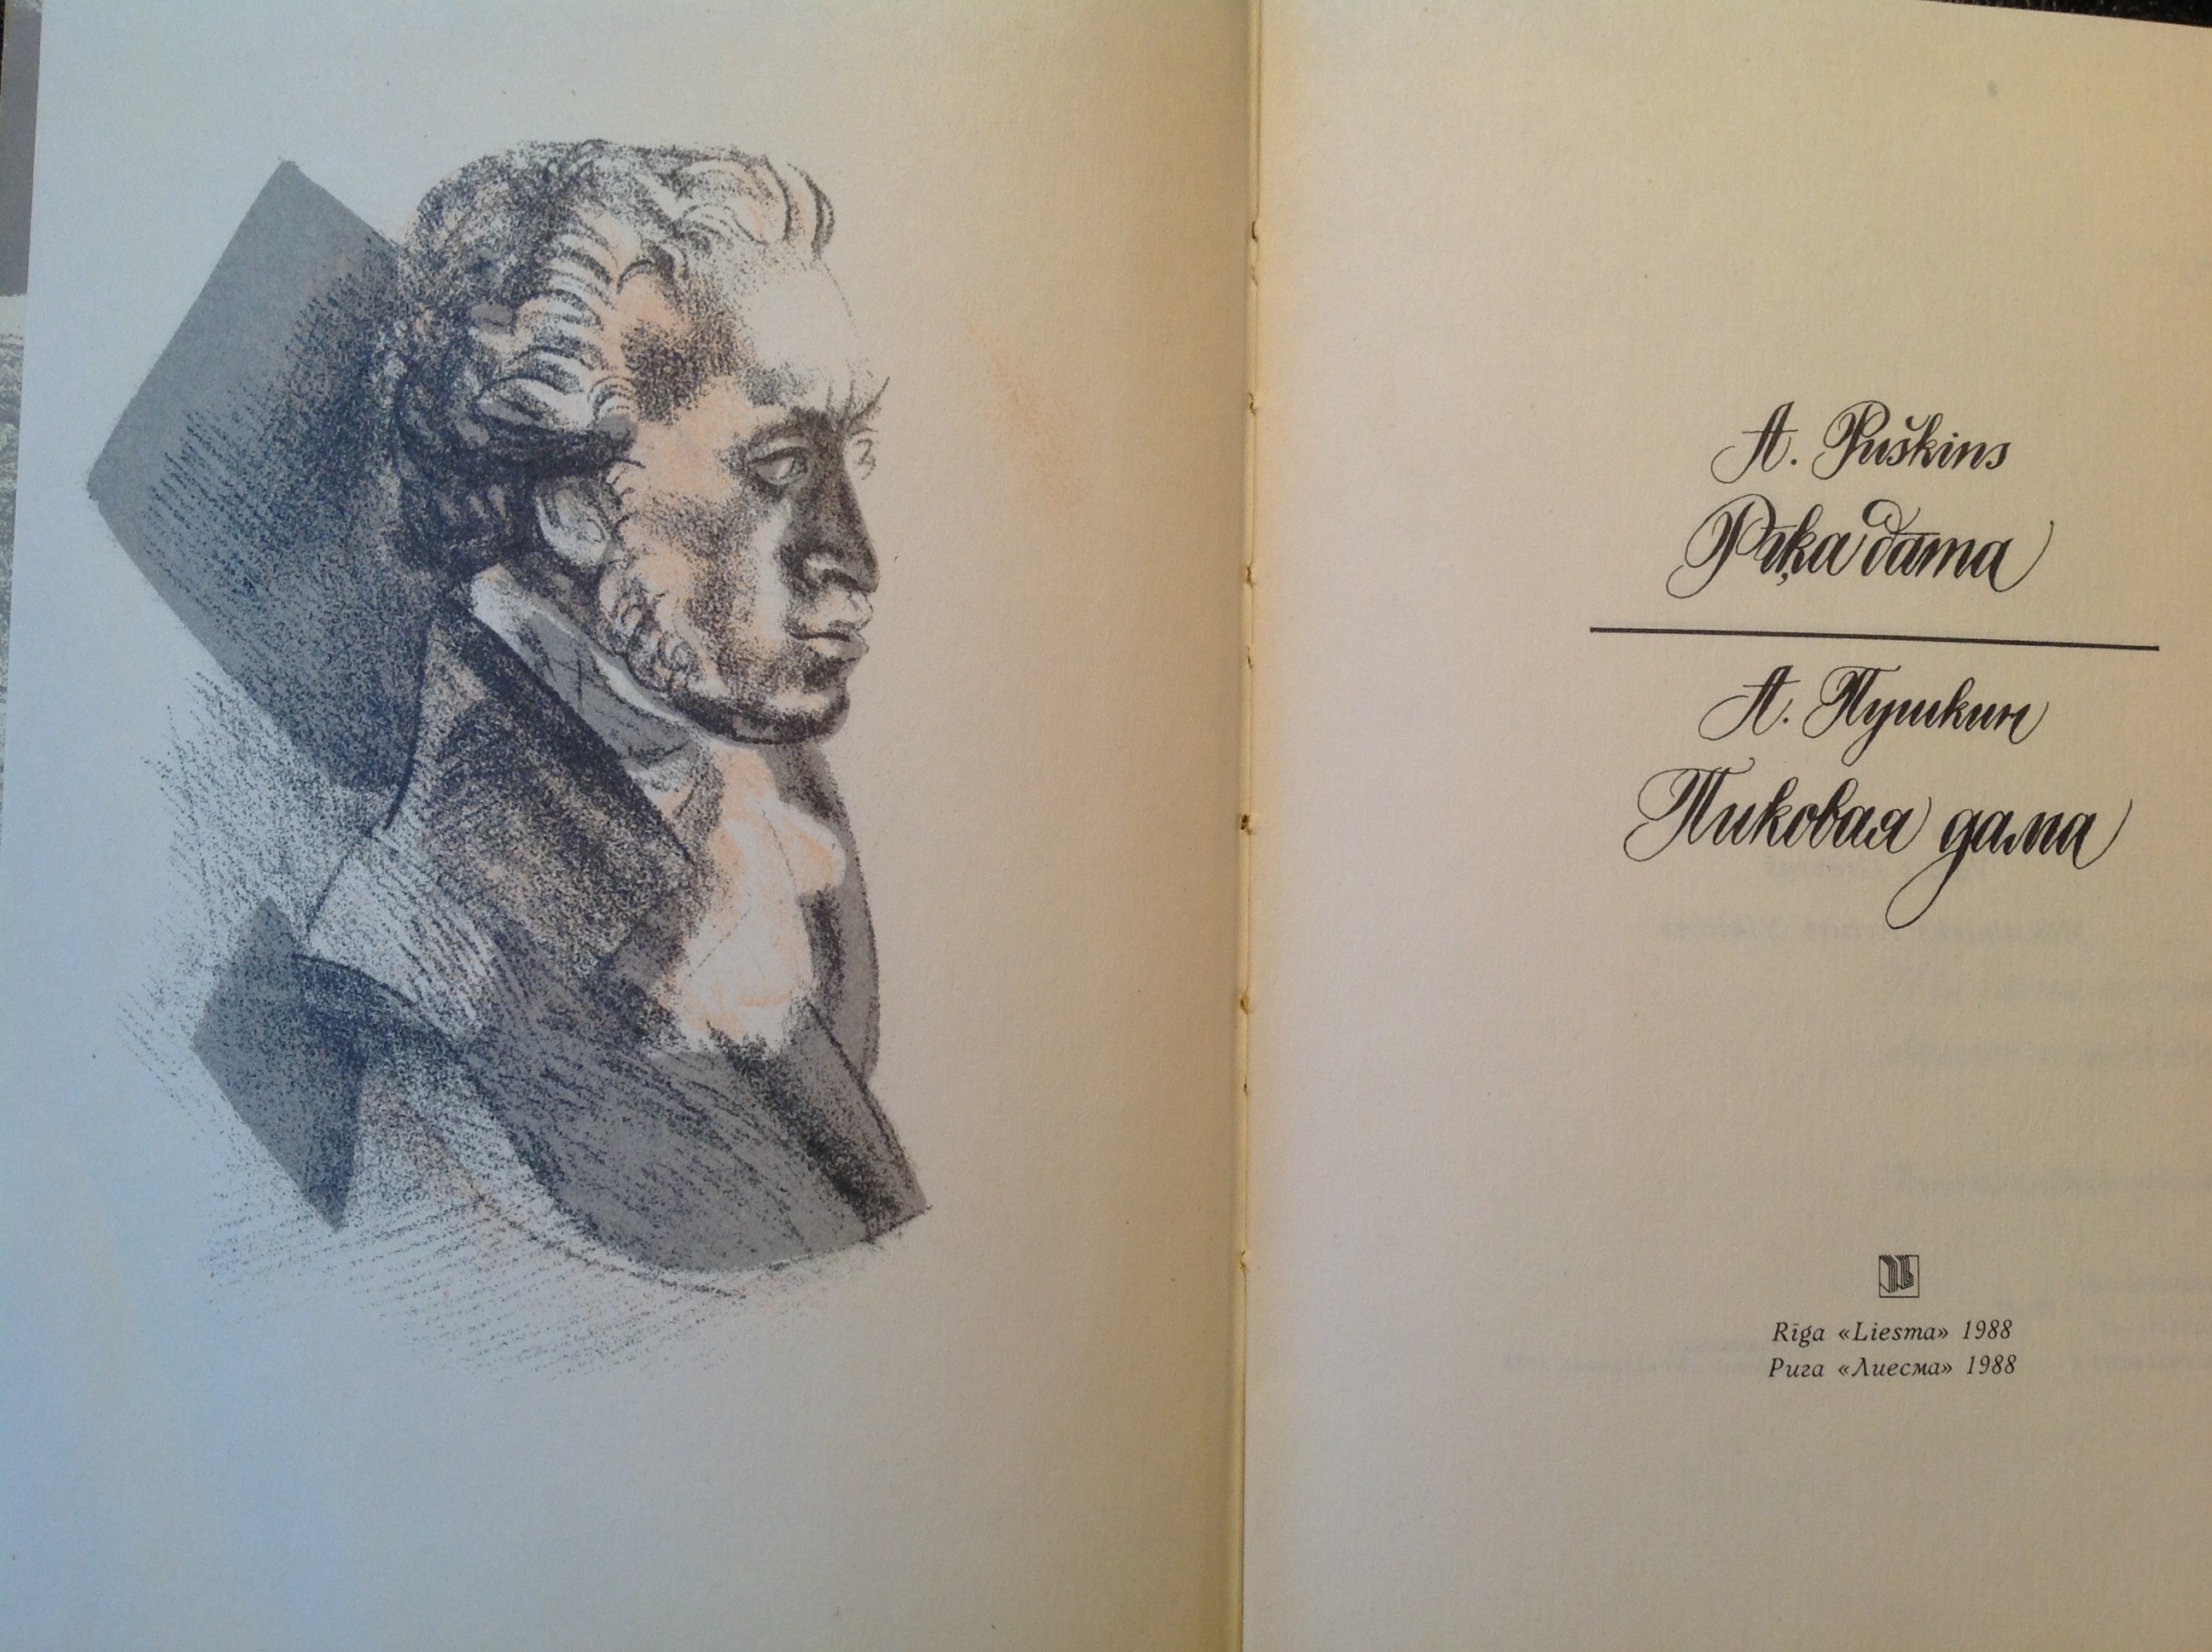 A. Puškins
Pīķa dāma
А. Пушкин
Пиковая дама
Rīga «Liesma» 1988
Рига «Лиесма» 1988